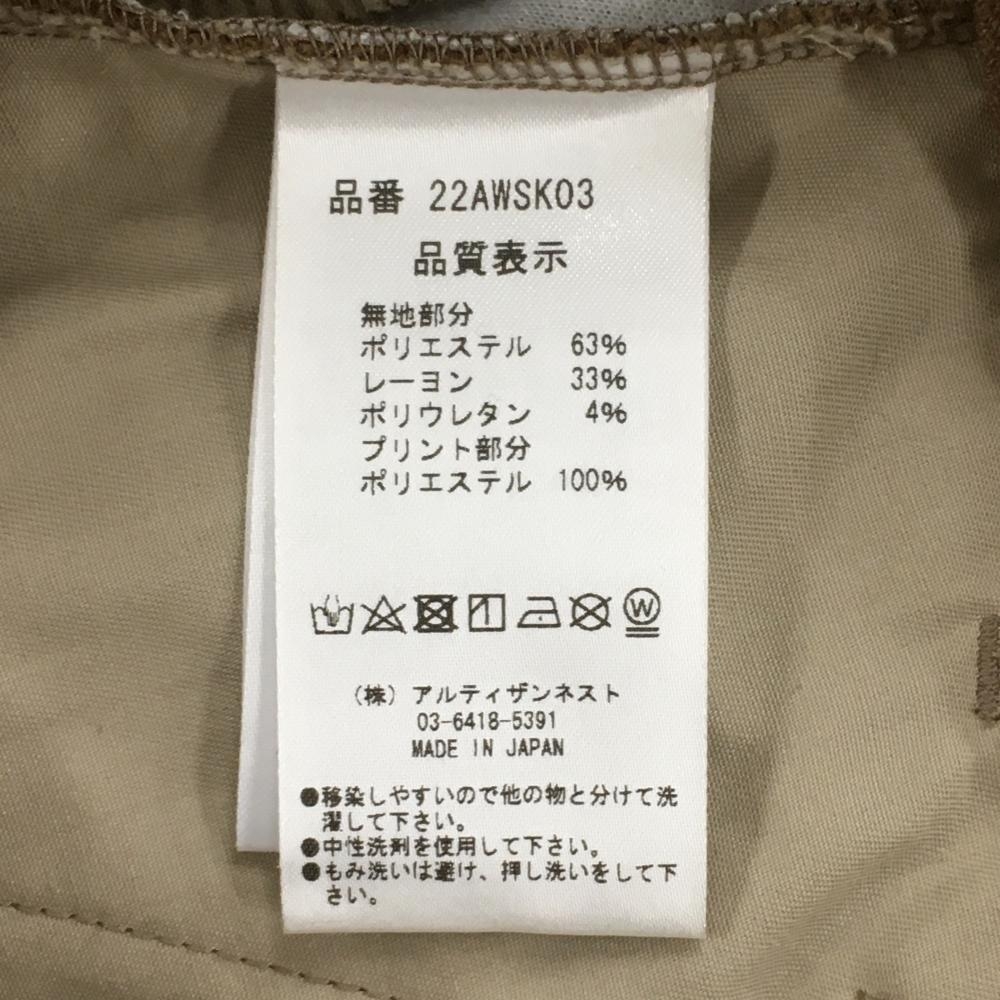 品番 22AWSK03
品質表示
無地部分
ポリエステル 63%
レーヨン 33%
ポリウレタン 4%
プリント部分
ポリエステル 100%
W
(株) アルティザンネスト
03-6418-5391
MADE IN JAPAN
●移染しやすいので他の物と分けて洗
濯して下さい。
●中性洗剤を使用して下さい。
●もみ洗いは避け、押し洗いをして下
さい。